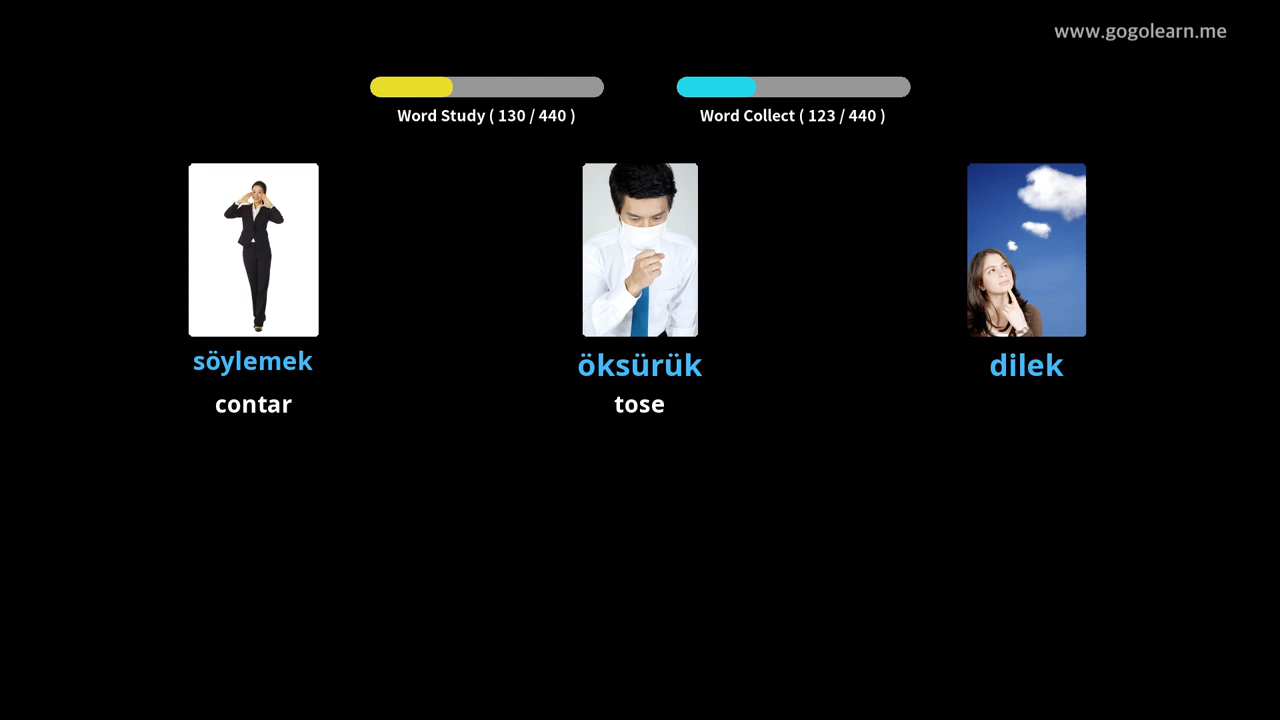 www.gogolearn.me
Word Study ( 130 / 440 )
Word Collect ( 123 / 440 )
söylemek
öksürük
dilek
contar
tose